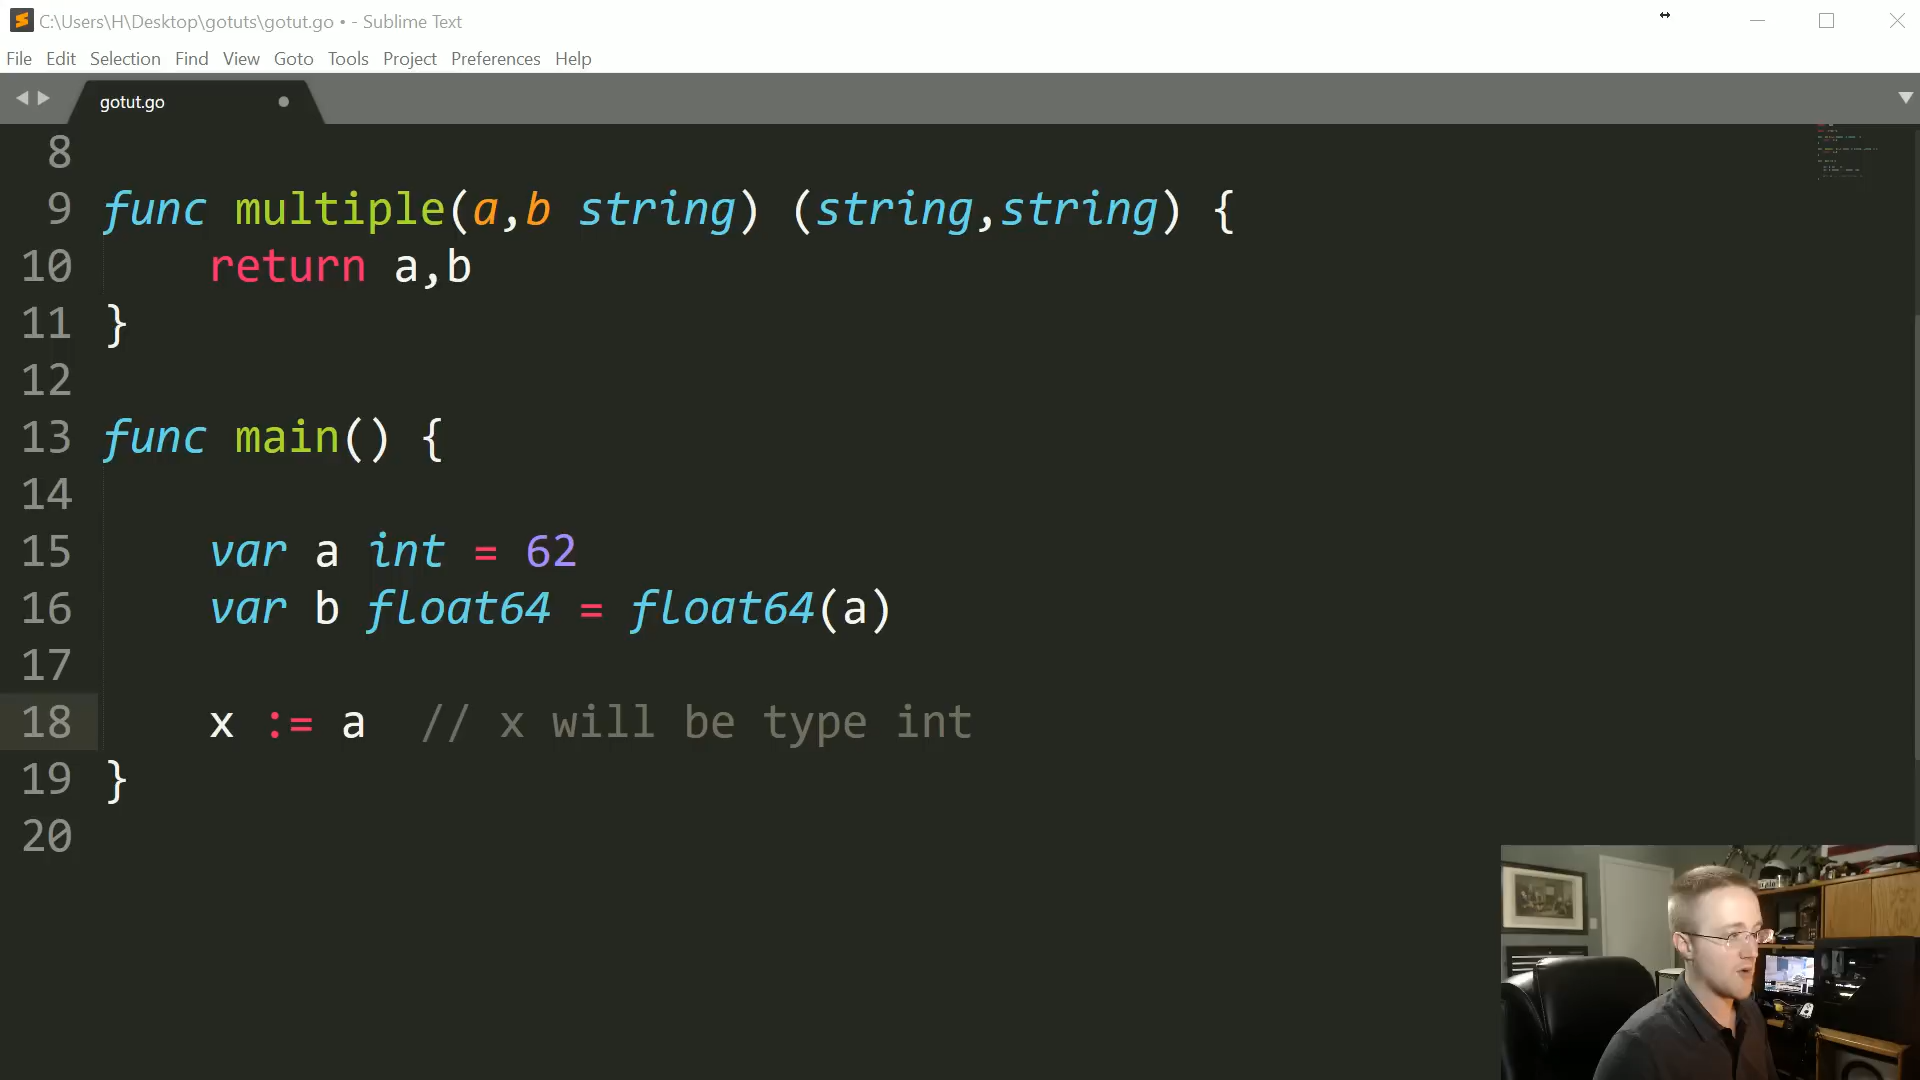 C:\Users\H\Desktop\gotuts\gotut.go • - Sublime Text
File Edit Selection Find View Goto Tools Project Preferences Help
gotut.go
8
9 func multiple(a,b string) (string,string) {
10 return a,b
11 }
12
13 func main() {
14
15 var a int = 62
16 var b float64 = float64(a)
17
18 x := a // x will be type int
19 }
20